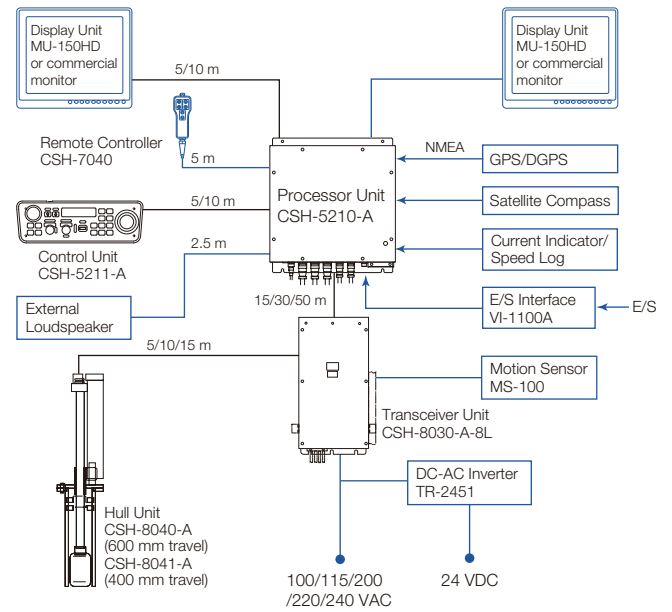 Display Unit
MU-150HD
or commercial
monitor
Display Unit
MU-150HD
or commercial
monitor
5/10 m
Remote Controller
CSH-7040
5 m
NMEA
GPS/DGPS
Processor Unit
CSH-5210-A
Satellite Compass
5/10 m
Control Unit
CSH-5211-A
2.5 m
Current Indicator/
Speed Log
External
Loudspeaker
15/30/50 m
E/S Interface
VI-1100A
E/S
5/10/15 m
Motion Sensor
MS-100
Transceiver Unit
CSH-8030-A-8L
DC-AC Inverter
TR-2451
Hull Unit
CSH-8040-A
(600 mm travel)
CSH-8041-A
(400 mm travel)
100/115/200
/220/240 VAC
24 VDC